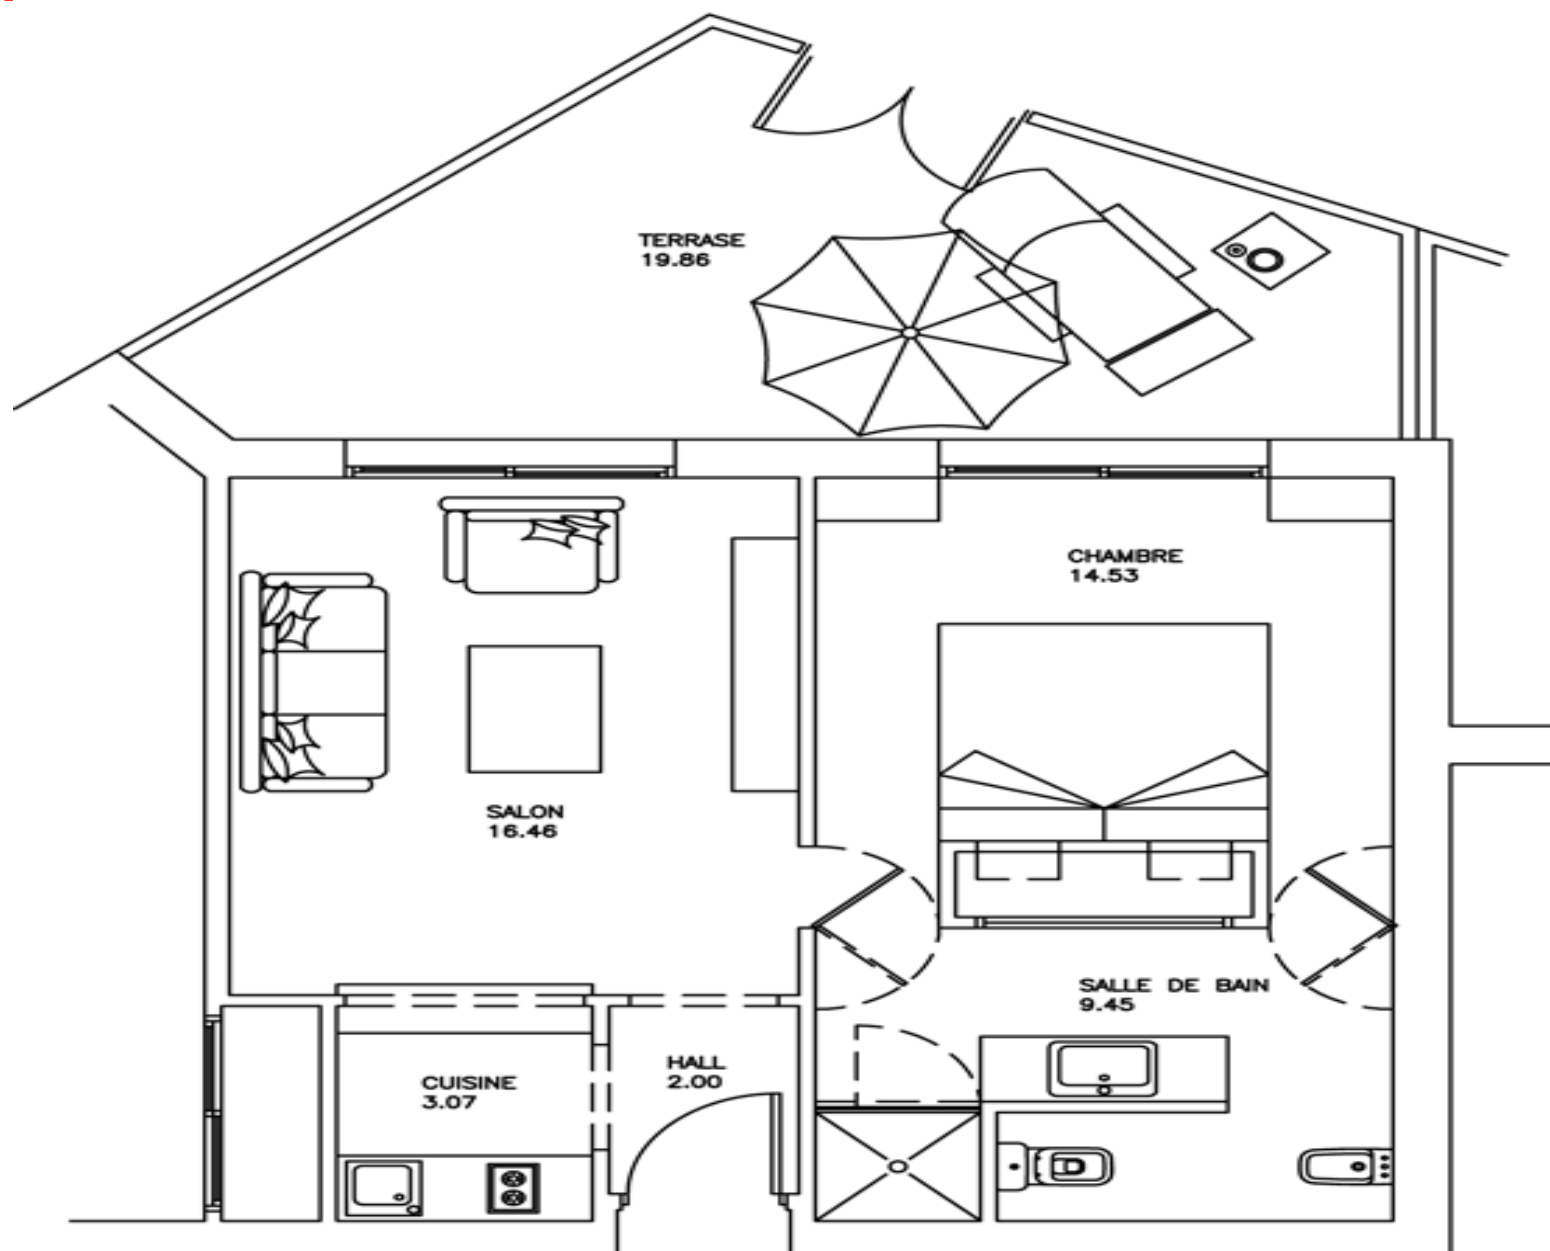 TERRASE
19.86
CHAMBRE
14.53
SALON
16.46
SALLE DE BAIN
9.45
HALL
2.00
CUISINE
3.07